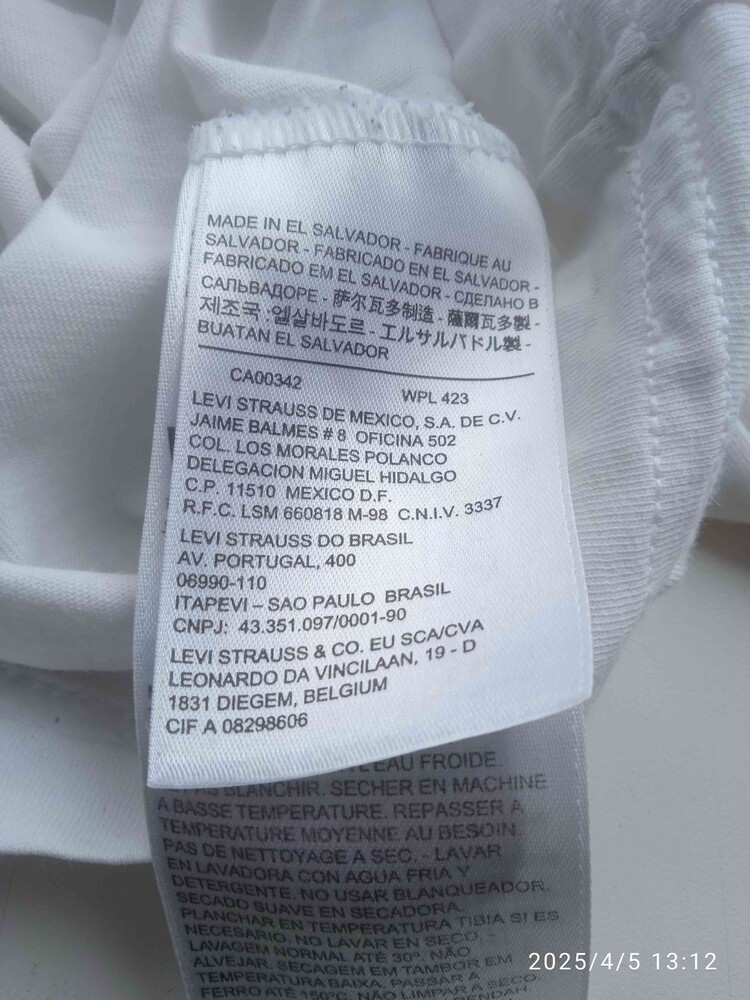 MADE IN EL SALVADOR - FABRIQUE AU
SALVADOR - FABRICADO EN EL SALVADOR -
FABRICADO EM EL SALVADOR - СДЕЛАНО В
САЛЬВАДОРЕ - 萨尔瓦多制造 - 薩爾瓦多製 -
제조국 :엘살바도르 - エルサルバドル製 -
BUATAN EL SALVADOR
CA00342 WPL 423
LEVI STRAUSS DE MEXICO, S.A. DE C.V.
JAIME BALMES # 8 OFICINA 502
COL. LOS MORALES POLANCO
DELEGACION MIGUEL HIDALGO
C.P. 11510 MEXICO D.F.
R.F.C. LSM 660818 M-98 C.N.I.V. 3337
LEVI STRAUSS DO BRASIL
AV. PORTUGAL, 400
06990-110
ITAPEVI – SAO PAULO BRASIL
CNPJ: 43.351.097/0001-90
LEVI STRAUSS & CO. EU SCA/CVA
LEONARDO DA VINCILAAN, 19 - D
1831 DIEGEM, BELGIUM
CIF A 08298606
L'EAU FROIDE.
PAS BLANCHIR. SECHER EN MACHINE
A BASSE TEMPERATURE. REPASSER A
TEMPERATURE MOYENNE AU BESOIN.
PAS DE NETTOYAGE A SEC. - LAVAR
EN LAVADORA CON AGUA FRIA Y
DETERGENTE. NO USAR BLANQUEADOR.
SECADO SUAVE EN SECADORA.
PLANCHAR EN TEMPERATURA TIBIA SI ES
NECESARIO. NO LAVAR EN SECO. -
LAVAGEM NORMAL ATÉ 30º. NÃO
ALVEJAR. SECAGEM EM TAMBOR EM
TEMPERATURA BAIXA. PASSAR A
FERRO ATÉ 150ºC. NÃO LIMPAR A SECO.
2025/4/5 13:12